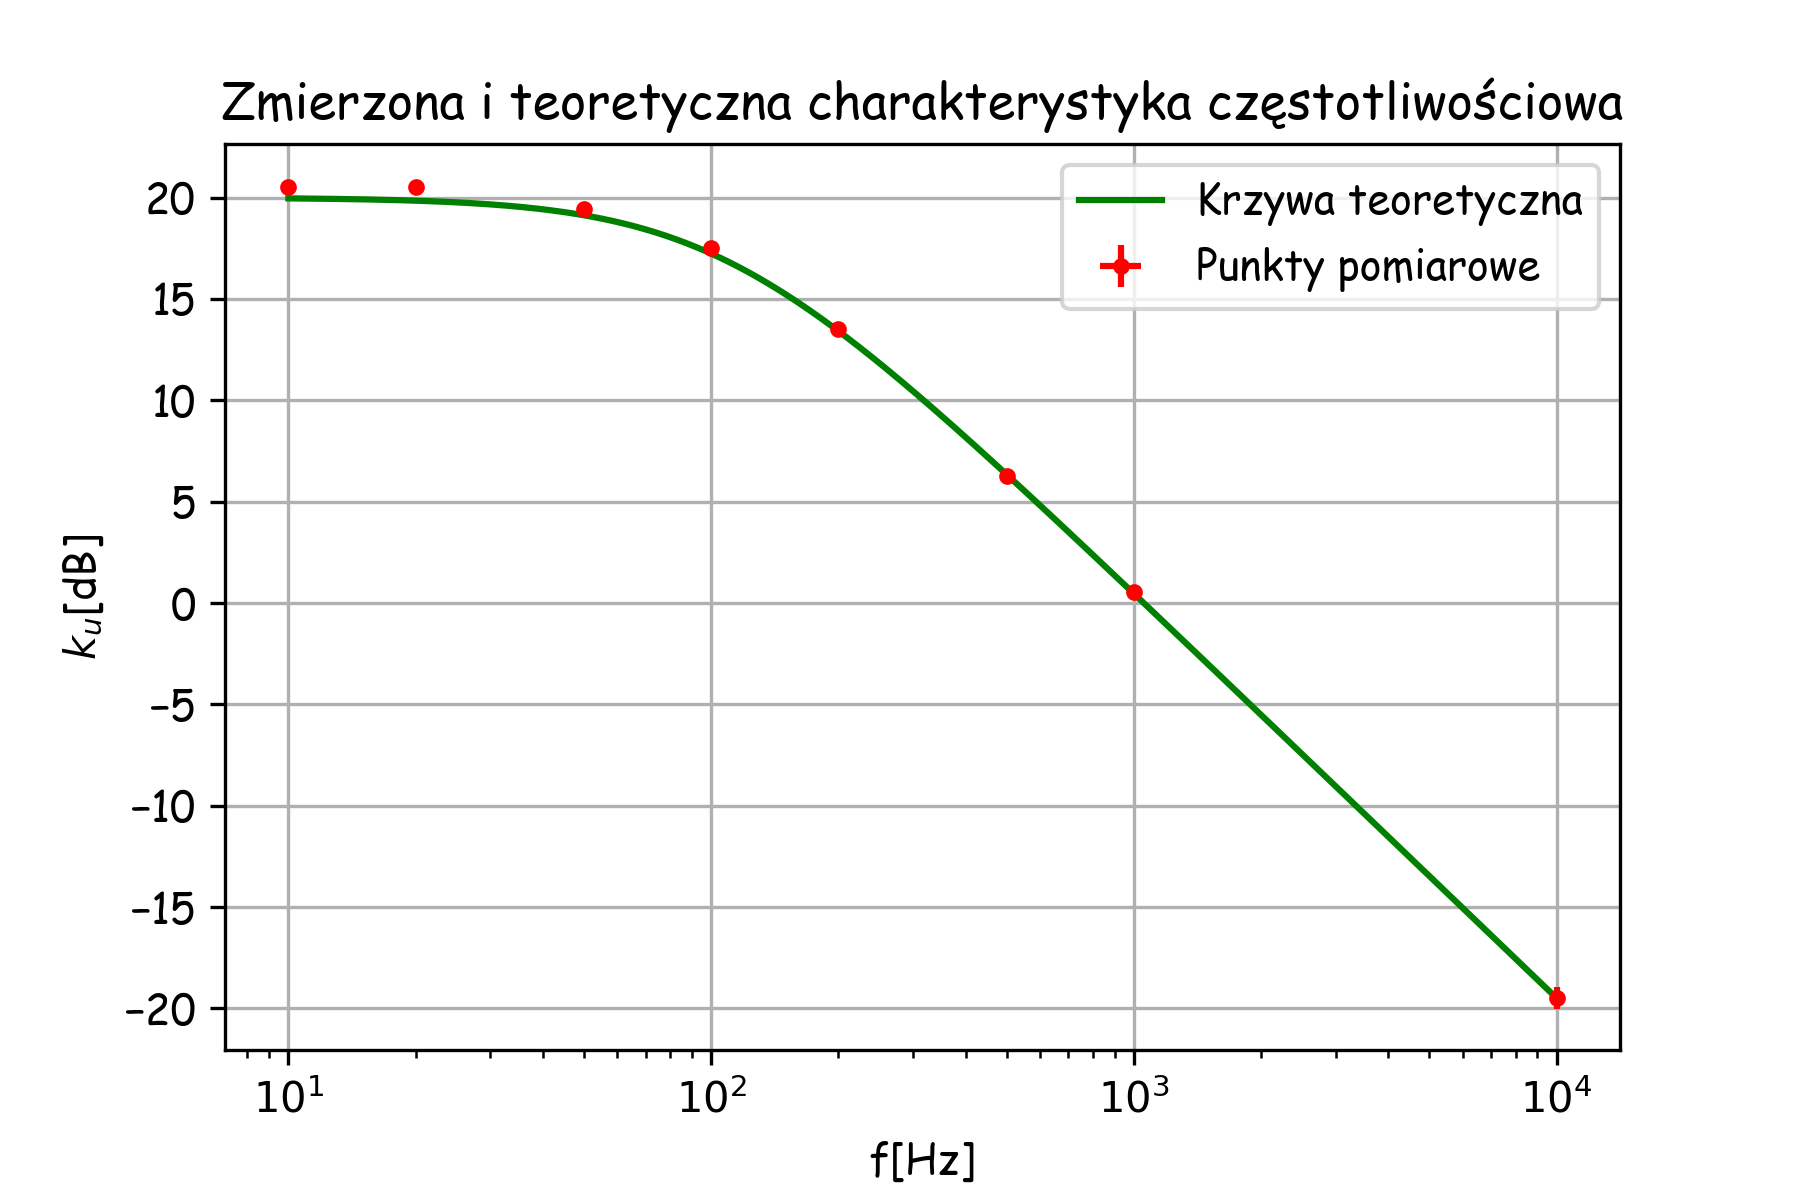 Zmierzona i teoretyczna charakterystyka częstotliwościowa
Krzywa teoretyczna
Punkty pomiarowe
20
15
10
5
0
−5
−10
−15
−20
k_u[dB]
10^1
10^2
10^3
10^4
f[Hz]